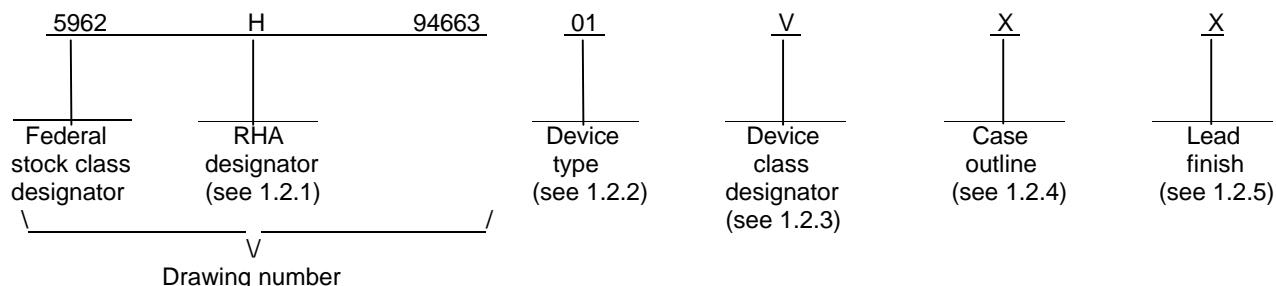 5962 H 94663 01 V X X
Federal RHA Device Device Case Lead
stock class designator type class outline finish
designator (see 1.2.1) (see 1.2.2) designator (see 1.2.4) (see 1.2.5)
(see 1.2.3)
\ /
\/
Drawing number